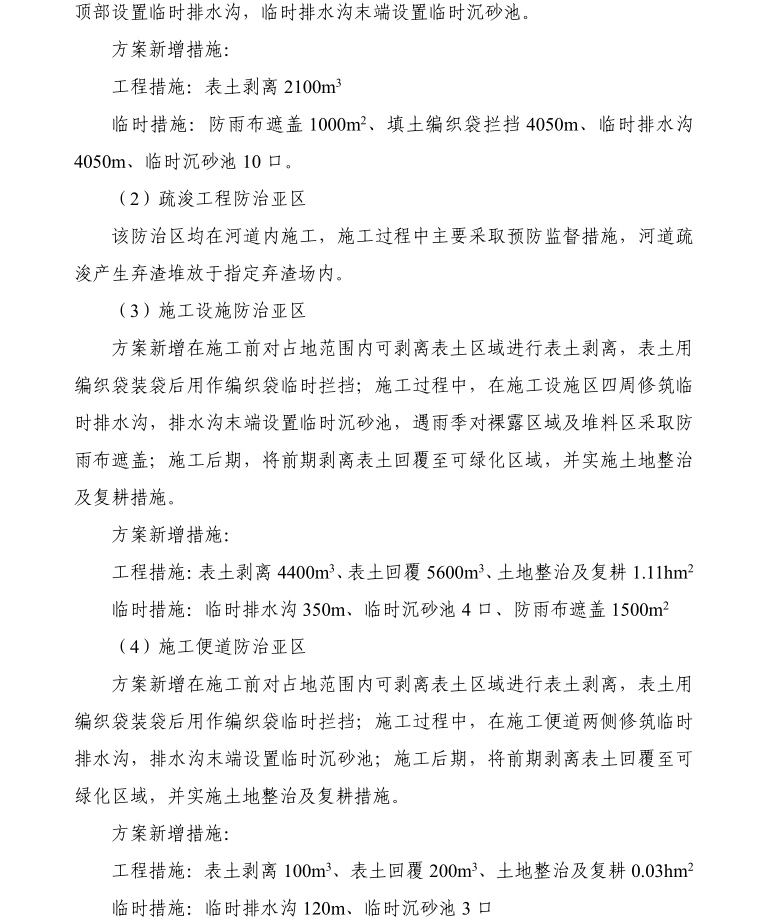 顶部设置临时排水沟，临时排水沟末端设置临时沉砂池。
方案新增措施：
工程措施：表土剥离 2100m³
临时措施：防雨布遮盖 1000m²、填土编织袋拦挡 4050m、临时排水沟
4050m、临时沉砂池 10 口。
（2）疏浚工程防治亚区
该防治区均在河道内施工，施工过程中主要采取预防监督措施，河道疏
浚产生弃渣堆放于指定弃渣场内。
（3）施工设施防治亚区
方案新增在施工前对占地范围内可剥离表土区域进行表土剥离，表土用
编织袋装袋后用作编织袋临时拦挡；施工过程中，在施工设施区四周修筑临
时排水沟，排水沟末端设置临时沉砂池，遇雨季对裸露区域及堆料区采取防
雨布遮盖；施工后期，将前期剥离表土回覆至可绿化区域，并实施土地整治
及复耕措施。
方案新增措施：
工程措施：表土剥离 4400m³、表土回覆 5600m³、土地整治及复耕 1.11hm²
临时措施：临时排水沟 350m、临时沉砂池 4 口、防雨布遮盖 1500m²
（4）施工便道防治亚区
方案新增在施工前对占地范围内可剥离表土区域进行表土剥离，表土用
编织袋装袋后用作编织袋临时拦挡；施工过程中，在施工便道两侧修筑临时
排水沟，排水沟末端设置临时沉砂池；施工后期，将前期剥离表土回覆至可
绿化区域，并实施土地整治及复耕措施。
方案新增措施：
工程措施：表土剥离 100m³、表土回覆 200m³、土地整治及复耕 0.03hm²
临时措施：临时排水沟 120m、临时沉砂池 3 口